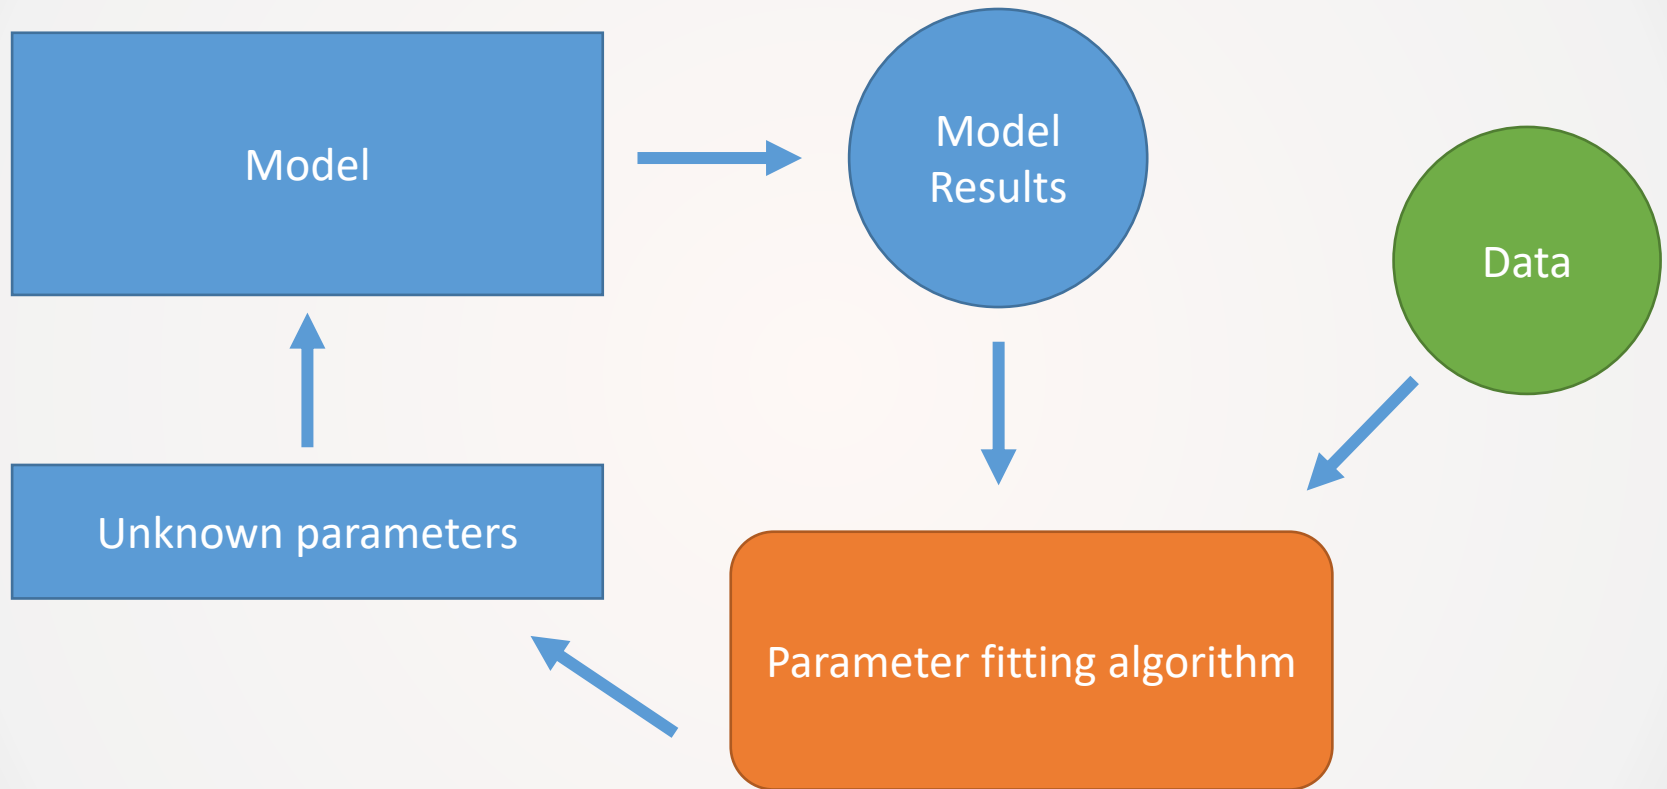 Model
Model
Results
Data
Unknown parameters
Parameter fitting algorithm